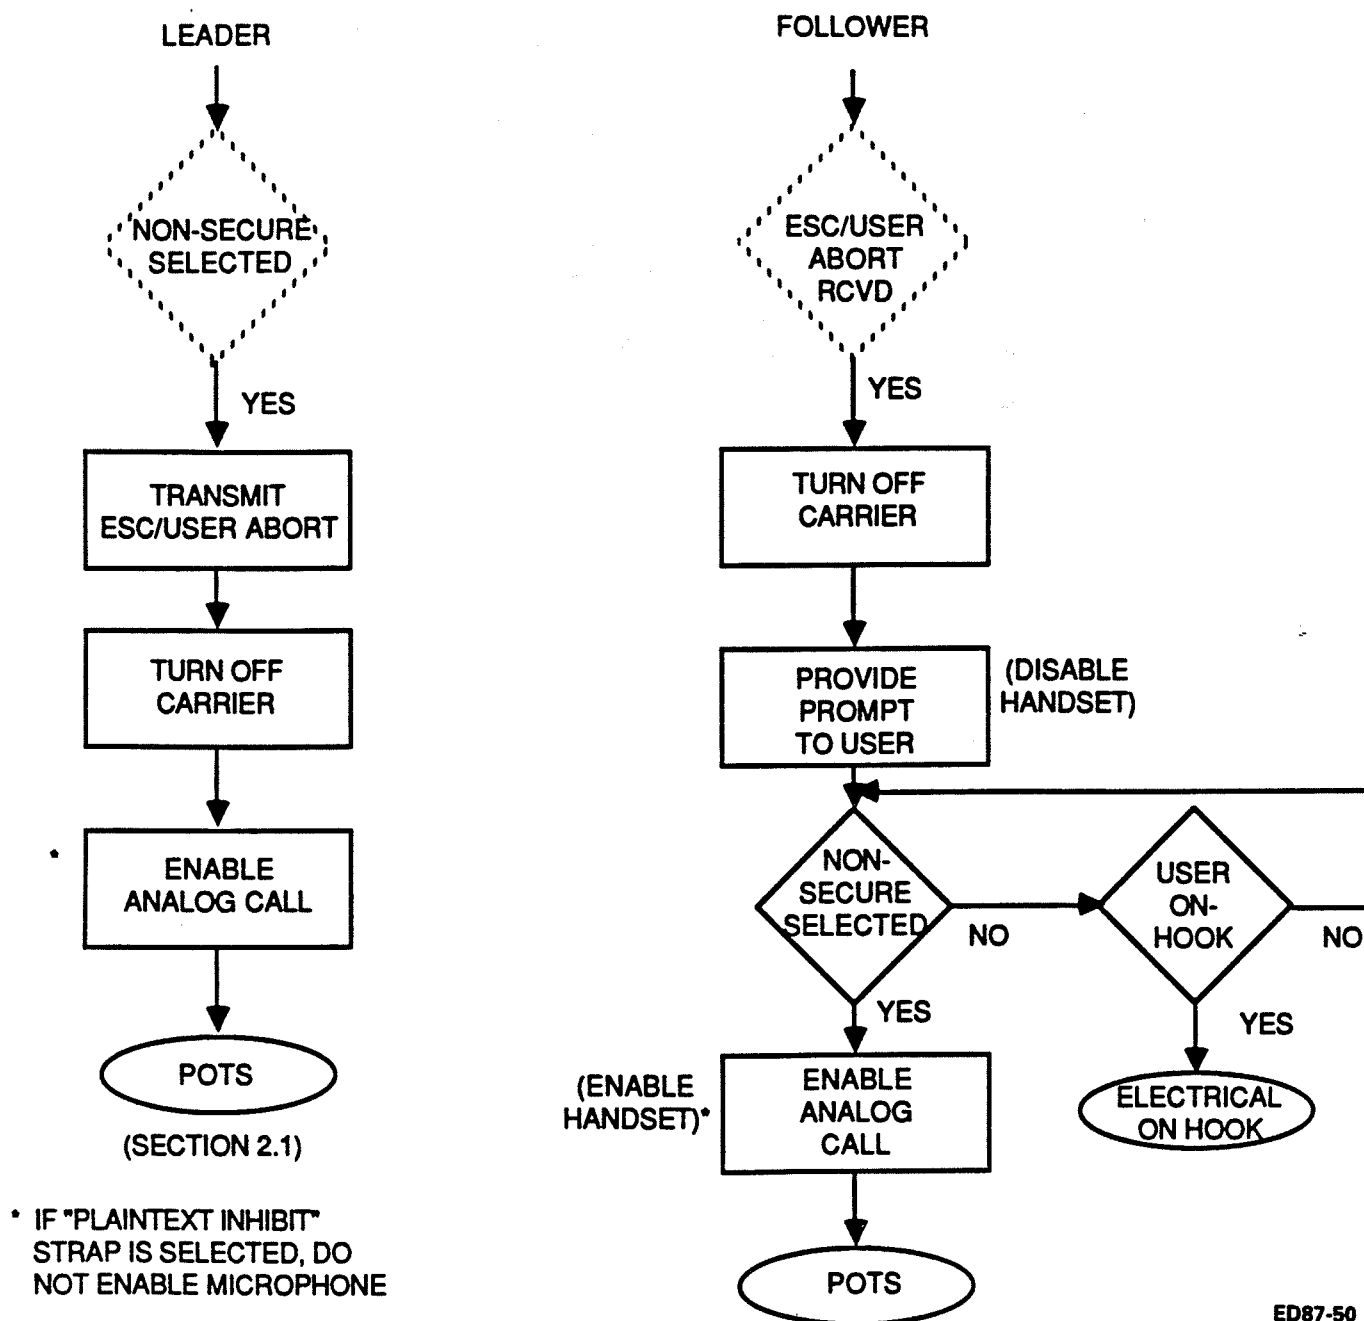 LEADER
NON-SECURE
SELECTED
YES
TRANSMIT
ESC/USER ABORT
TURN OFF
CARRIER
*
ENABLE
ANALOG CALL
POTS
(SECTION 2.1)
* IF "PLAINTEXT INHIBIT"
STRAP IS SELECTED, DO
NOT ENABLE MICROPHONE
FOLLOWER
ESC/USER
ABORT
RCVD
YES
TURN OFF
CARRIER
PROVIDE
PROMPT
TO USER
(DISABLE
HANDSET)
NON-
SECURE
SELECTED
NO
USER
ON-
HOOK
NO
YES
YES
(ENABLE
HANDSET)*
ENABLE
ANALOG
CALL
ELECTRICAL
ON HOOK
POTS
ED87-50